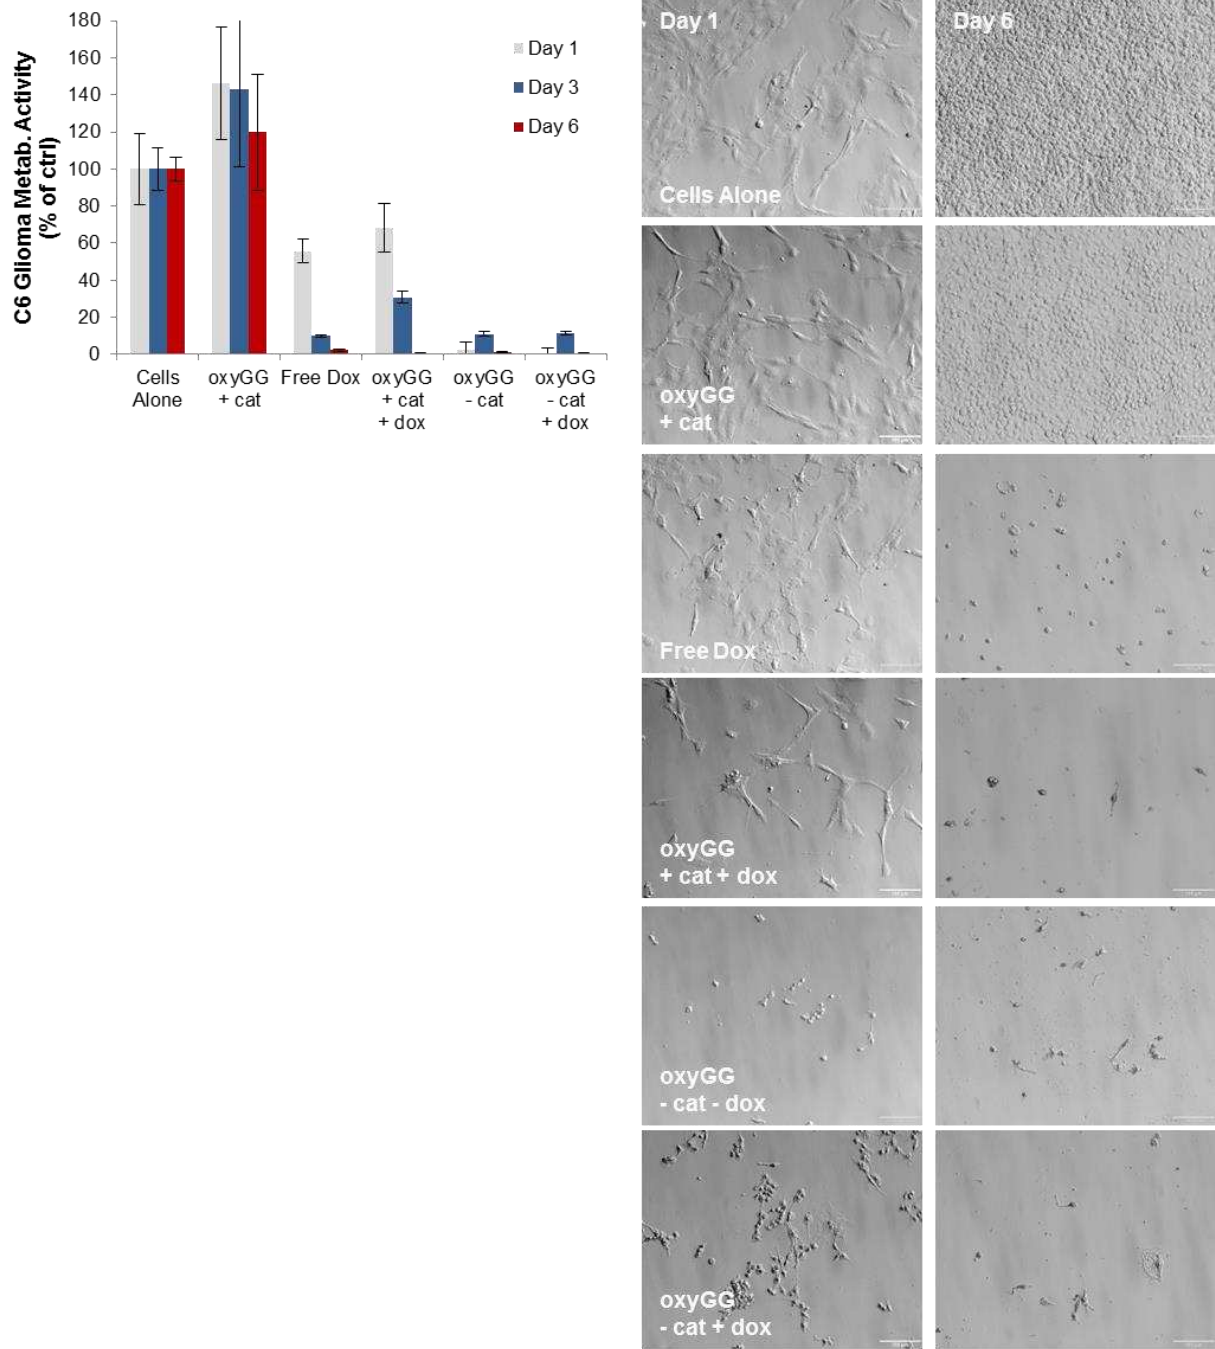 180
160
140
120
100
80
60
40
20
0
C6 Glioma Metab. Activity
(% of ctrl)
Day 1
Day 3
Day 6
Cells
Alone
oxyGG
+ cat
Free Dox
oxyGG
+ cat
+ dox
oxyGG
- cat
oxyGG
- cat
+ dox
Day 1
Day 6
Cells Alone
oxyGG
+ cat
Free Dox
oxyGG
+ cat + dox
oxyGG
- cat - dox
oxyGG
- cat + dox